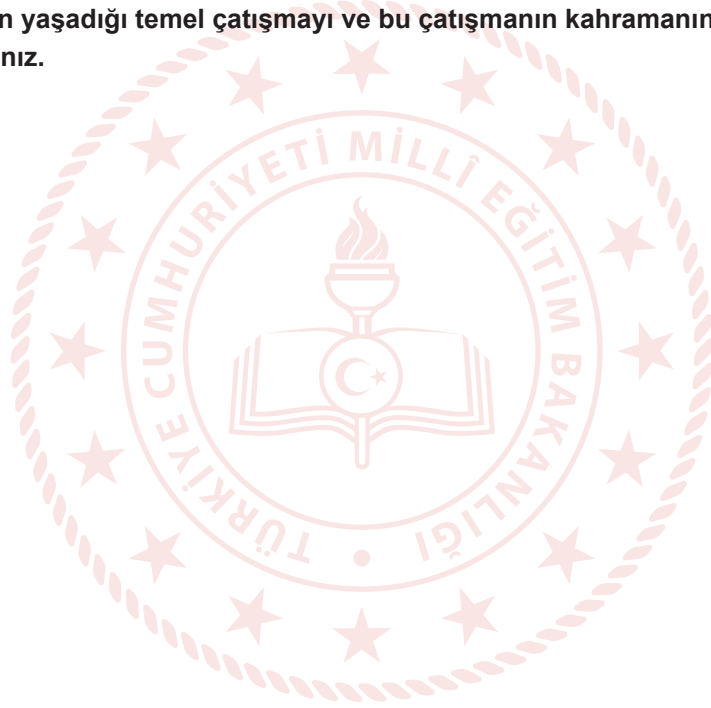 n yaşadığı temel çatışmayı ve bu çatışmanın kahramanın
nız.
TÜRKİYE CUMHURİYETİ MİLLÎ EĞİTİM BAKANLIĞI